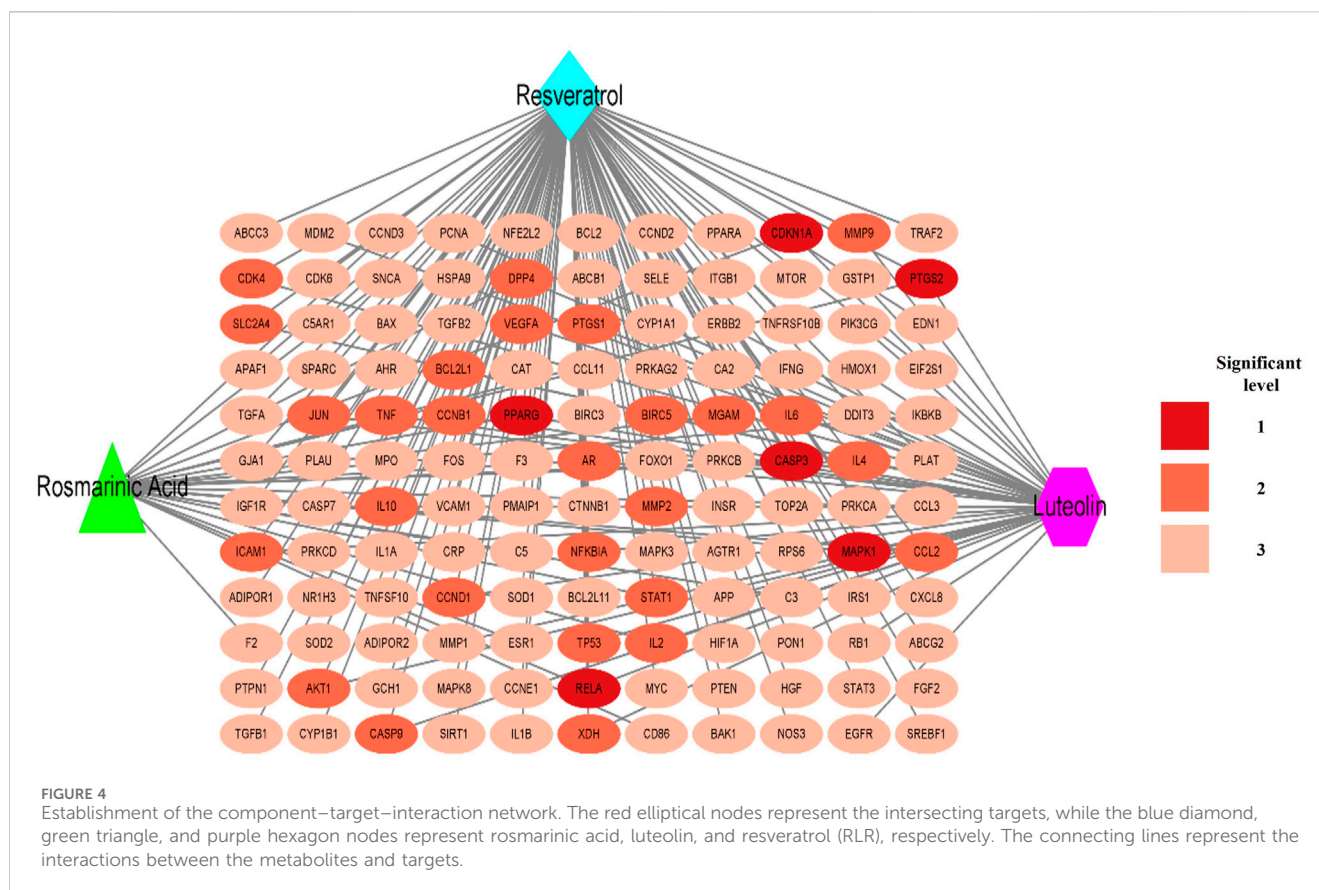 Resveratrol
ABCC3 MDM2 CCND3 PCNA NFE2L2 BCL2 CCND2 PPARA CDKN1A MMP9 TRAF2
CDK4 CDK6 SNCA HSPA9 DPP4 ABCB1 SELE ITGB1 MTOR GSTP1 PTGS2
SLC2A4 C5AR1 BAX TGFB2 VEGFA PTGS1 CYP1A1 ERBB2 TNFRSF10B PIK3CG EDN1
APAF1 SPARC AHR BCL2L1 CAT CCL11 PRKAG2 CA2 IFNG HMOX1 EIF2S1
TGFA JUN TNF CCNB1 PPARG BIRC3 BIRC5 MGAM IL6 DDIT3 IKBKB
GJA1 PLAU MPO FOS F3 AR FOXO1 PRKCB CASP3 IL4 PLAT
Rosmarinic Acid
IGF1R CASP7 IL10 VCAM1 PMAIP1 CTNNB1 MMP2 INSR TOP2A PRKCA CCL3
Luteolin
ICAM1 PRKCD IL1A CRP C5 NFKBIA MAPK3 AGTR1 RPS6 MAPK1 CCL2
ADIPOR1 NR1H3 TNFSF10 CCND1 SOD1 BCL2L11 STAT1 APP C3 IRS1 CXCL8
F2 SOD2 ADIPOR2 MMP1 ESR1 TP53 IL2 HIF1A PON1 RB1 ABCG2
PTPN1 AKT1 GCH1 MAPK8 CCNE1 RELA MYC PTEN HGF STAT3 FGF2
TGFB1 CYP1B1 CASP9 SIRT1 IL1B XDH CD86 BAK1 NOS3 EGFR SREBF1
Significant
level
1
2
3
FIGURE 4
Establishment of the component–target–interaction network. The red elliptical nodes represent the intersecting targets, while the blue diamond,
green triangle, and purple hexagon nodes represent rosmarinic acid, luteolin, and resveratrol (RLR), respectively. The connecting lines represent the
interactions between the metabolites and targets.